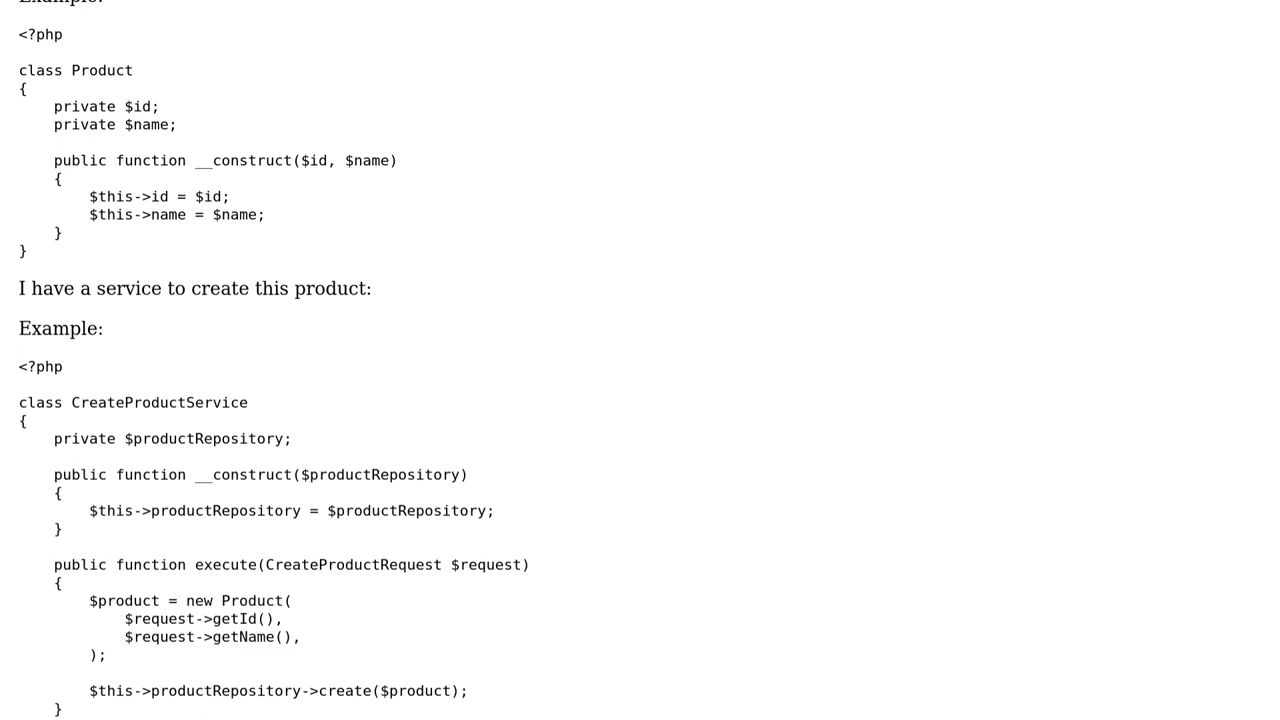 Example:
<?php
class Product
{
    private $id;
    private $name;
    public function __construct($id, $name)
    {
        $this->id = $id;
        $this->name = $name;
    }
}
I have a service to create this product:
Example:
<?php
class CreateProductService
{
    private $productRepository;
    public function __construct($productRepository)
    {
        $this->productRepository = $productRepository;
    }
    public function execute(CreateProductRequest $request)
    {
        $product = new Product(
            $request->getId(),
            $request->getName(),
        );
        $this->productRepository->create($product);
    }